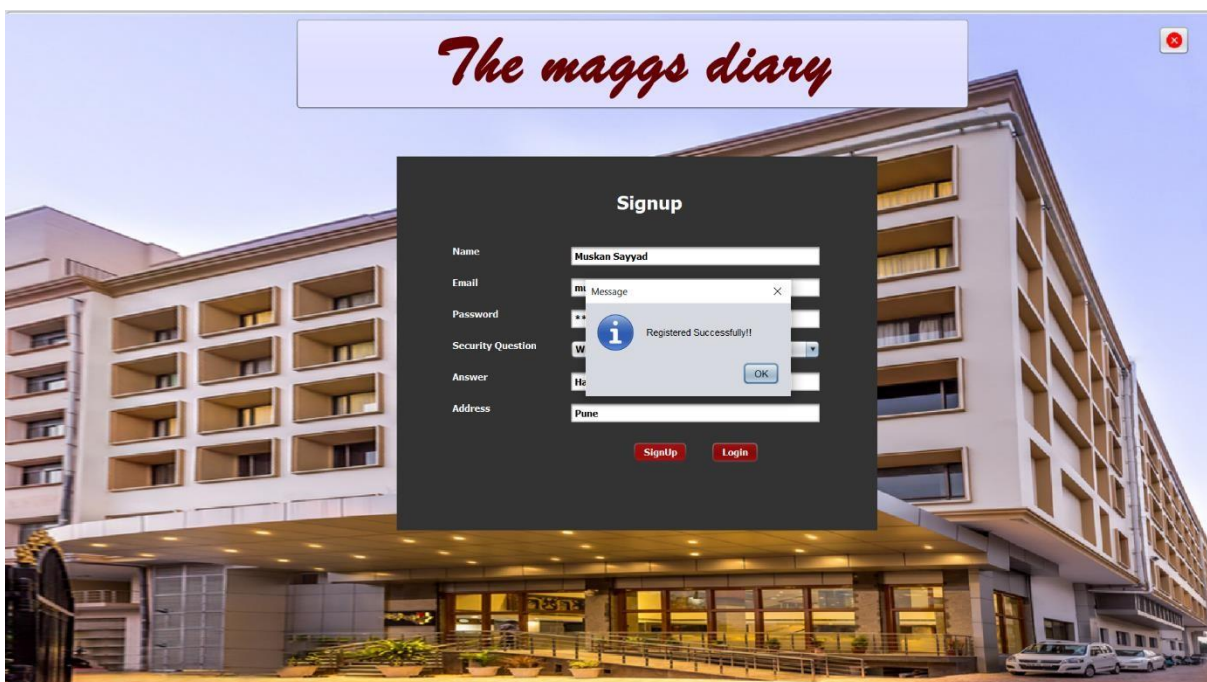 The maggs diary
Signup
Name
Muskan Sayyad
Email
Message
Password
Registered Successfully!!
Security Question
OK
Answer
Address
Pune
SignUp
Login